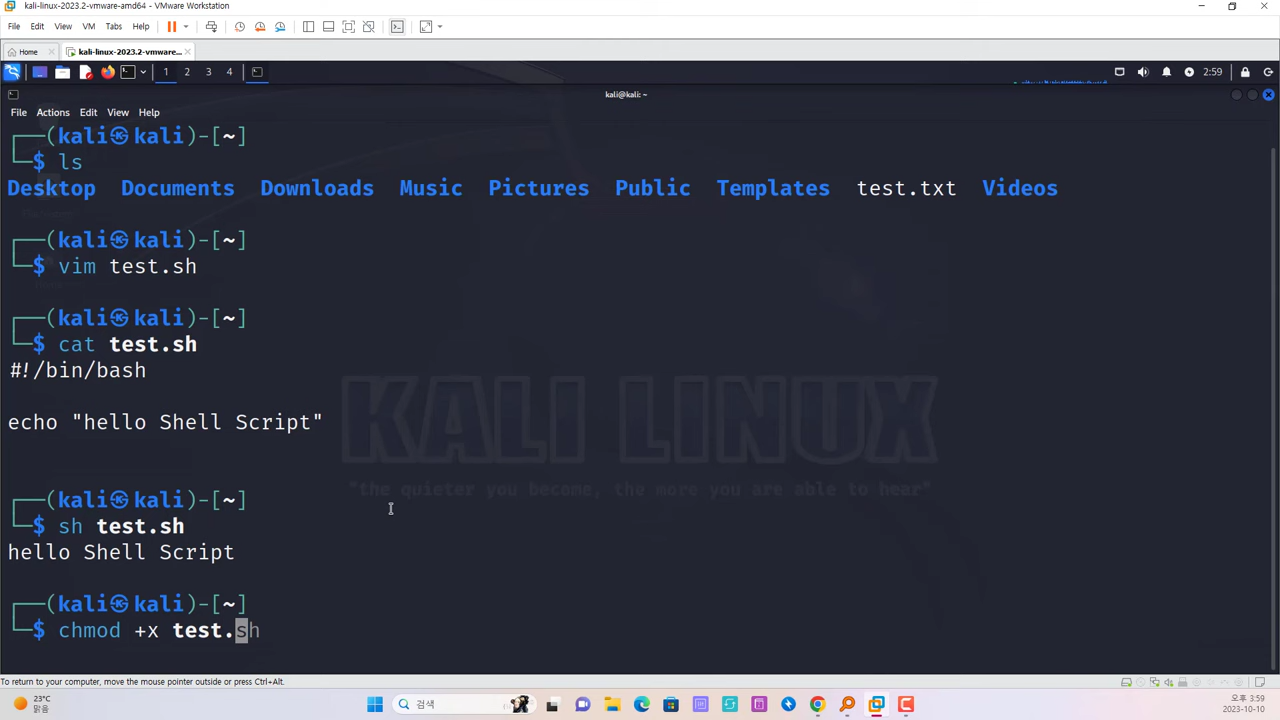 kali-linux-2023.2-vmware-amd64 - VMware Workstation
File Edit View VM Tabs Help
Home kali-linux-2023.2-vmware...
1 2 3 4 2:59
kali@kali: ~
File Actions Edit View Help
┌──(kali㉿kali)-[~]
└─$ ls
Desktop Documents Downloads Music Pictures Public Templates test.txt Videos
┌──(kali㉿kali)-[~]
└─$ vim test.sh
┌──(kali㉿kali)-[~]
└─$ cat test.sh
#!/bin/bash
echo "hello Shell Script"
┌──(kali㉿kali)-[~]
└─$ sh test.sh
hello Shell Script
┌──(kali㉿kali)-[~]
└─$ chmod +x test.sh
KALI LINUX
"the quieter you become, the more you are able to hear"
To return to your computer, move the mouse pointer outside or press Ctrl+Alt.
23°C
맑음
검색
오후 3:59
2023-10-10